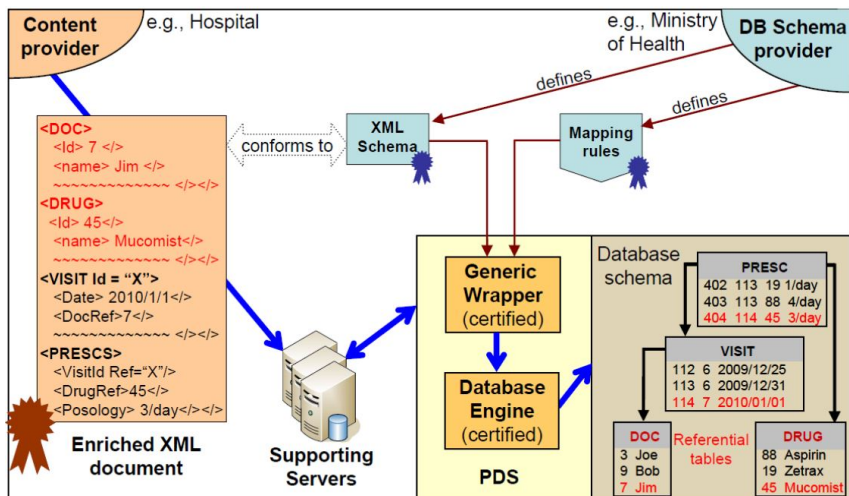 Content
provider
e.g., Hospital
e.g., Ministry
of Health
DB Schema
provider
defines
defines
<DOC>
<Id> 7 </>
<name> Jim </>
~~~~~~~~~~~~~ </></>
<DRUG>
<Id> 45</>
<name> Mucomist</>
~~~~~~~~~~~~~ </></>
<VISIT Id = “X”>
<Date> 2010/1/1</>
<DocRef>7</>
~~~~~~~~~~~~~ </>
<PRESCS>
<VisitId Ref=“X”/>
<DrugRef>45</>
<Posology> 3/day</></>
Enriched XML
document
conforms to
XML
Schema
Mapping
rules
Supporting
Servers
Generic
Wrapper
(certified)
Database
Engine
(certified)
PDS
Database
schema
PRESC
402 113 19 1/day
403 113 88 4/day
404 114 45 3/day
VISIT
112 6 2009/12/25
113 6 2009/12/31
114 7 2010/01/01
DOC
3 Joe
9 Bob
7 Jim
Referential
tables
DRUG
88 Aspirin
19 Zetrax
45 Mucomist